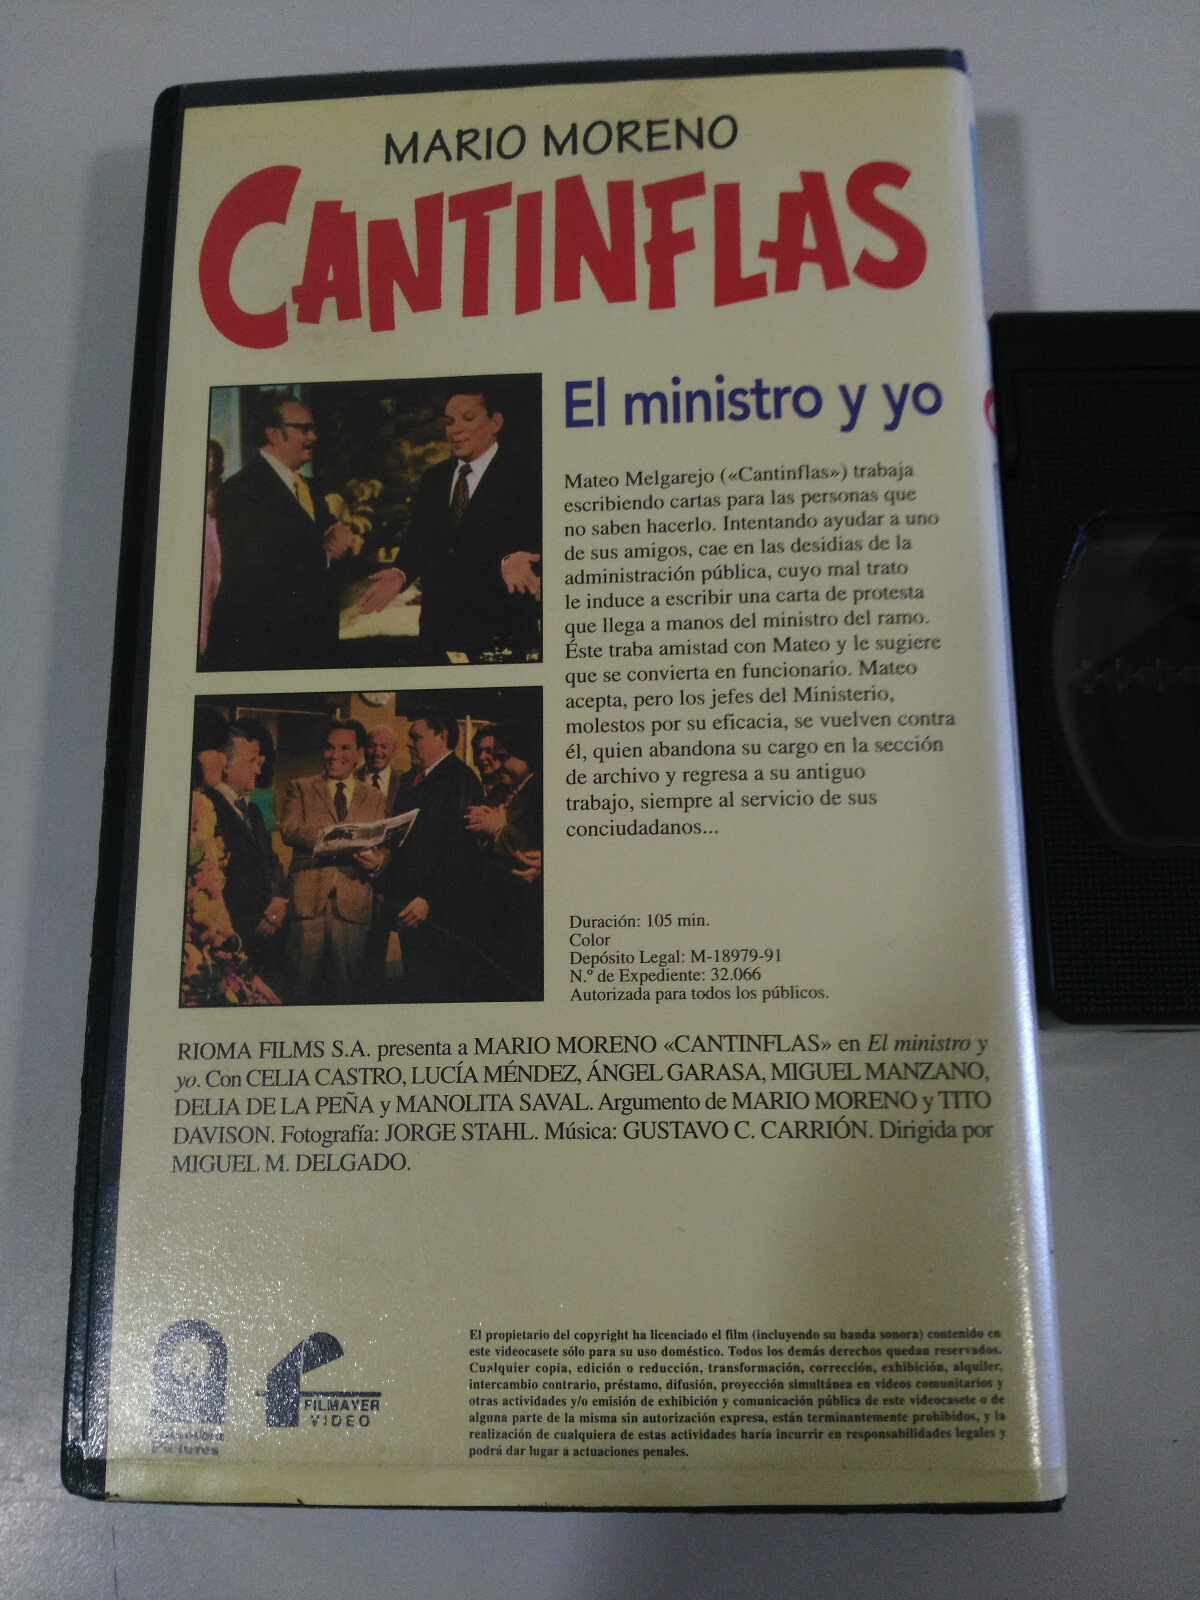 MARIO MORENO
CANTINFLAS
El ministro y yo
Mateo Melgarejo («Cantinflas») trabaja
escribiendo cartas para las personas que
no saben hacerlo. Intentando ayudar a uno
de sus amigos, cae en las desidias de la
administración pública, cuyo mal trato
le induce a escribir una carta de protesta
que llega a manos del ministro del ramo.
Éste traba amistad con Mateo y le sugiere
que se convierta en funcionario. Mateo
acepta, pero los jefes del Ministerio,
molestos por su eficacia, se vuelven contra
él, quien abandona su cargo en la sección
de archivo y regresa a su antiguo
trabajo, siempre al servicio de sus
conciudadanos...
Duración: 105 min.
Color
Depósito Legal: M-18979-91
N.º de Expediente: 32.066
Autorizada para todos los públicos.
RIOMA FILMS S.A. presenta a MARIO MORENO «CANTINFLAS» en El ministro y
yo. Con CELIA CASTRO, LUCÍA MÉNDEZ, ÁNGEL GARASA, MIGUEL MANZANO,
DELIA DE LA PEÑA y MANOLITA SAVAL. Argumento de MARIO MORENO y TITO
DAVISON. Fotografía: JORGE STAHL. Música: GUSTAVO C. CARRIÓN. Dirigida por
MIGUEL M. DELGADO.
Pictures
FILMAYER
VIDEO
El propietario del copyright ha licenciado el film (incluyendo su banda sonora) contenido en
este videocasete sólo para su uso doméstico. Todos los demás derechos quedan reservados.
Cualquier copia, edición o reducción, transformación, corrección, exhibición, alquiler,
intercambio contrario, préstamo, difusión, proyección simultánea en vídeos comunitarios y
otras actividades y/o emisión de exhibición y comunicación pública de este videocasete o de
alguna parte de la misma sin autorización expresa, están terminantemente prohibidos, y la
realización de cualquiera de estas actividades haría incurrir en responsabilidades legales y
podrá dar lugar a actuaciones penales.